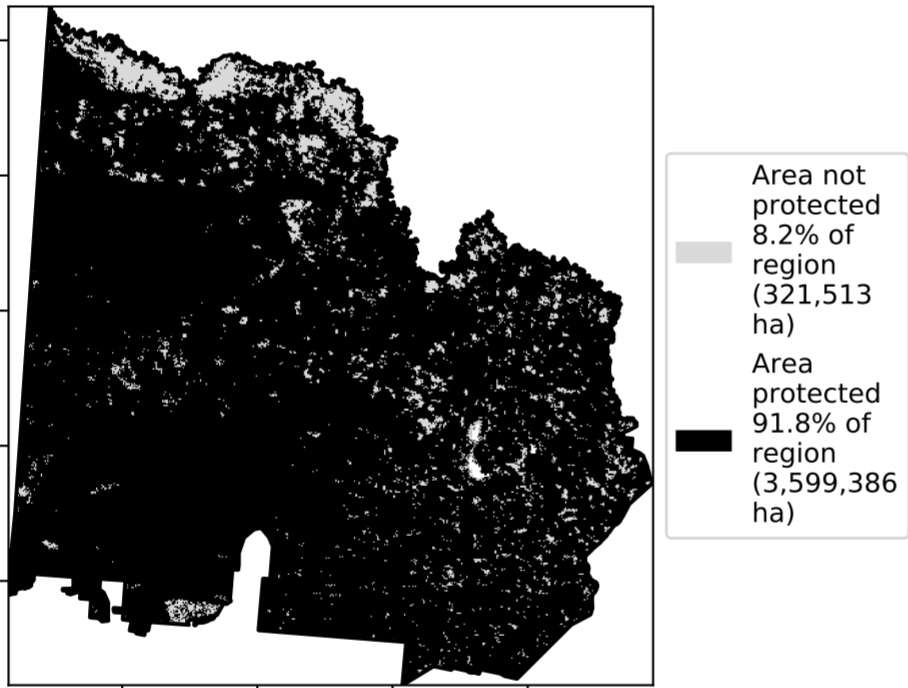 Area not
protected
8.2% of
region
(321,513
ha)
Area
protected
91.8% of
region
(3,599,386
ha)